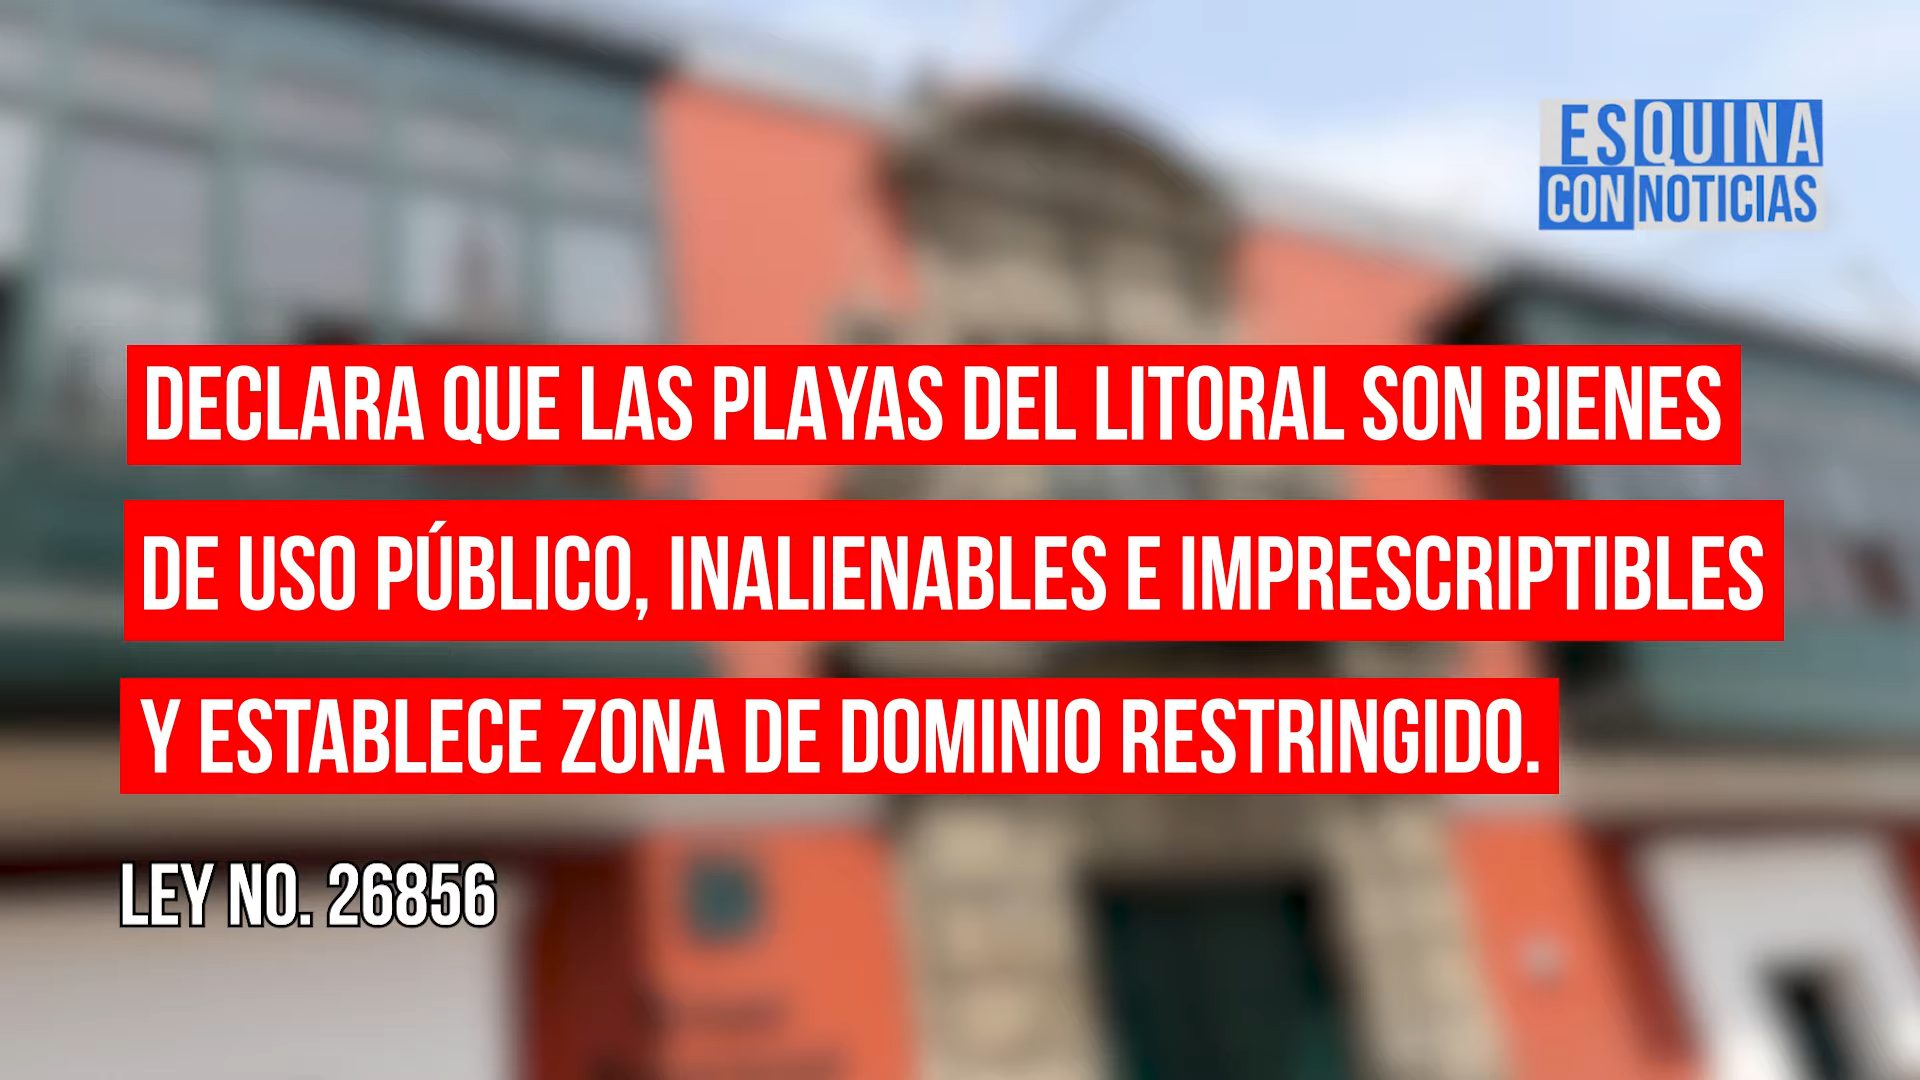 ESQUINA
CON NOTICIAS
DECLARA QUE LAS PLAYAS DEL LITORAL SON BIENES
DE USO PÚBLICO, INALIENABLES E IMPRESCRIPTIBLES
Y ESTABLECE ZONA DE DOMINIO RESTRINGIDO.
LEY NO. 26856